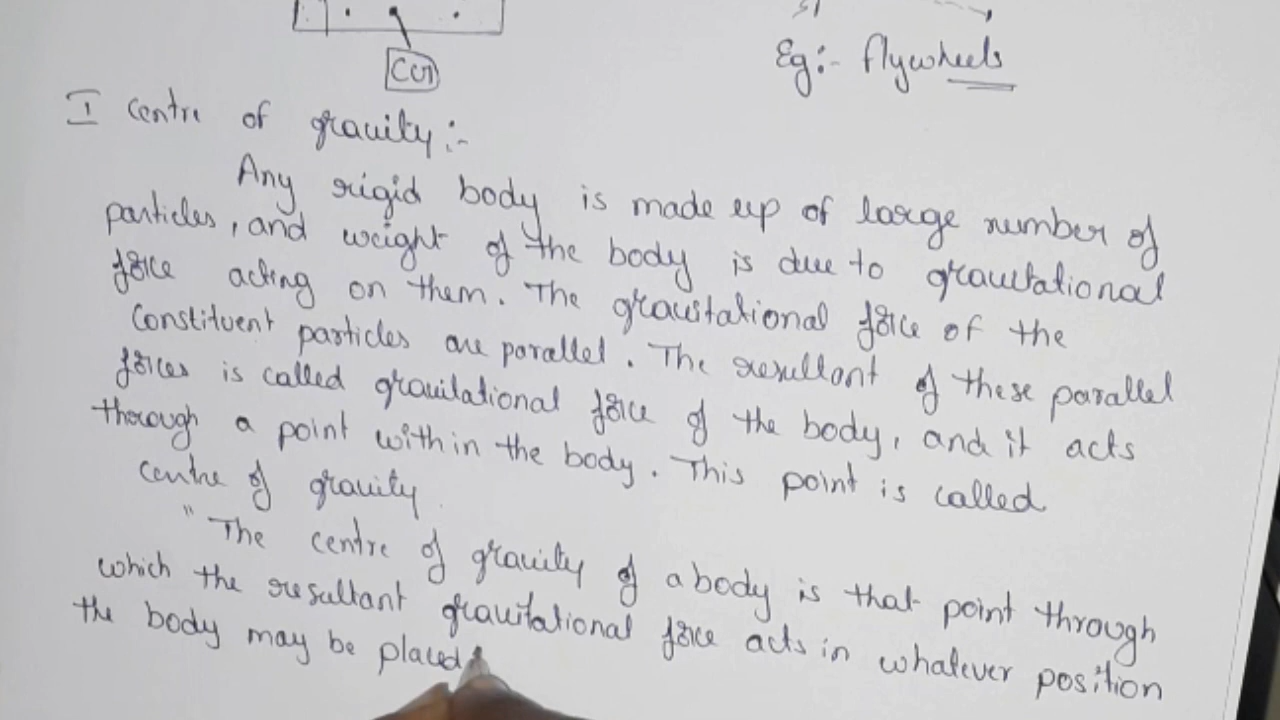 CG
Eg:- flywheels
I Centre of gravity:-
Any rigid body is made up of large number of
particles, and weight of the body is due to gravitational
force acting on them. The gravitational force of the
constituent particles are parallel. The resultant of these parallel
forces is called gravitational force of the body, and it acts
through a point within the body. This point is called
centre of gravity.
"The centre of gravity of a body is that point through
which the resultant gravitational force acts in whatever position
the body may be placed